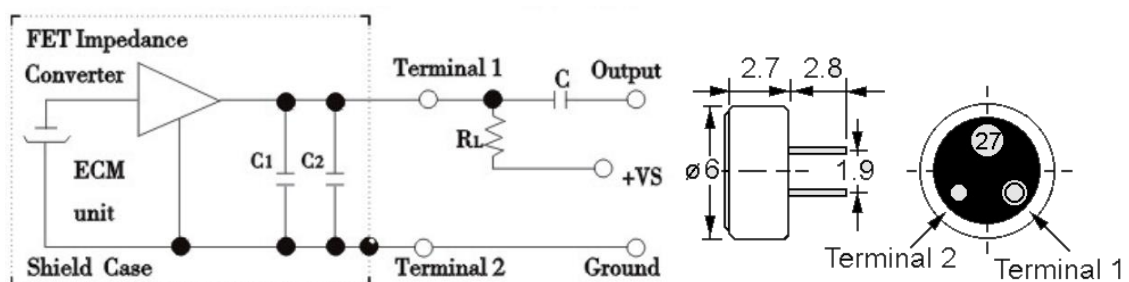 FET Impedance
Converter
Terminal 1
C
Output
RL
+VS
ECM
unit
C1
C2
Shield Case
Terminal 2
Ground
2.7
2.8
ø6
1.9
27
Terminal 2
Terminal 1